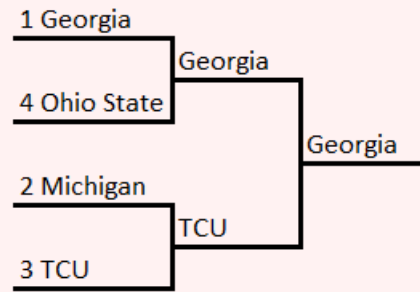 1 Georgia
Georgia
4 Ohio State
Georgia
2 Michigan
TCU
3 TCU